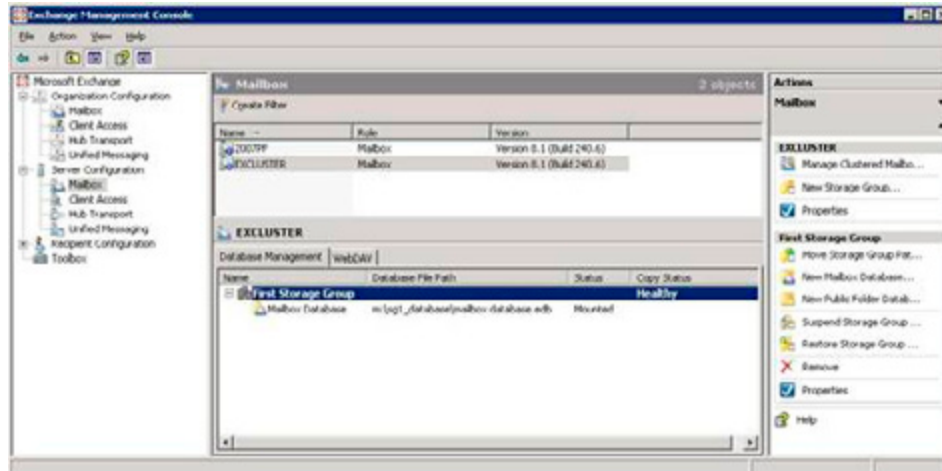 Exchange Management Console
File Action View Help
Microsoft Exchange
Organization Configuration
Mailbox
Client Access
Hub Transport
Unified Messaging
Server Configuration
Mailbox
Client Access
Hub Transport
Unified Messaging
Recipient Configuration
Toolbox
Mailbox 2 objects
Create Filter
Name Role Version
2007PF Mailbox Version 8.1 (Build 240.6)
EXCLUSTER Mailbox Version 8.1 (Build 240.6)
EXCLUSTER
Database Management WebDAV
Name Database File Path Status Copy Status
First Storage Group Healthy
Mailbox Database m:\sg1_database\mailbox database.edb Mounted
Actions
Mailbox
EXCLUSTER
Manage Clustered Mailbo...
New Storage Group...
Properties
First Storage Group
Move Storage Group Pat...
New Mailbox Database...
New Public Folder Datab...
Suspend Storage Group ...
Restore Storage Group ...
Remove
Properties
Help